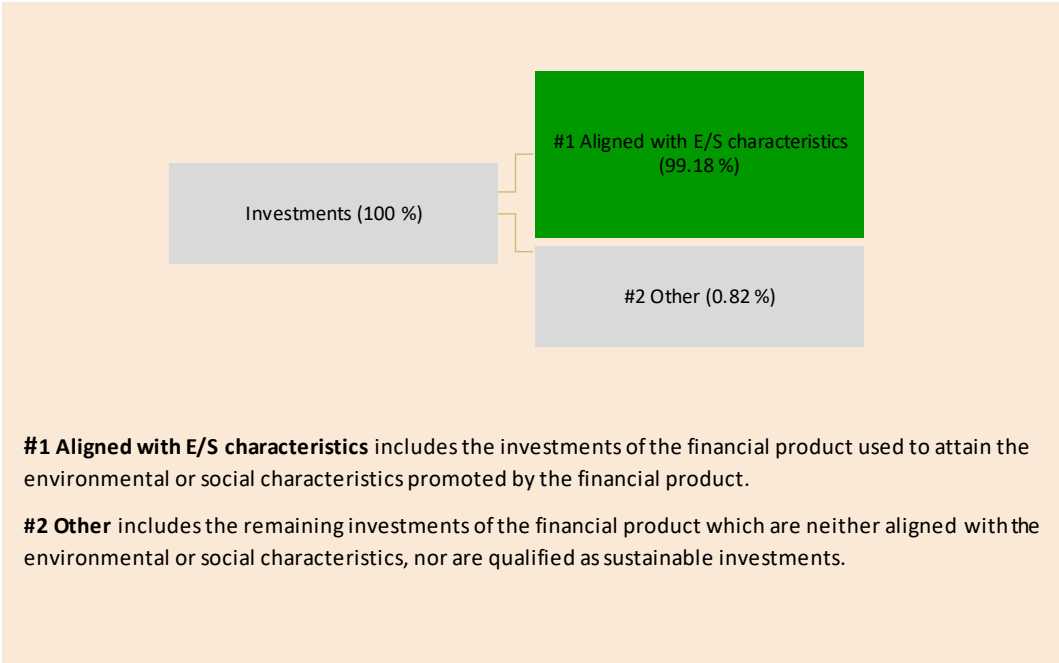 #1 Aligned with E/S characteristics
(99.18 %)
Investments (100 %)
#2 Other (0.82 %)
#1 Aligned with E/S characteristics includes the investments of the financial product used to attain the
environmental or social characteristics promoted by the financial product.
#2 Other includes the remaining investments of the financial product which are neither aligned with the
environmental or social characteristics, nor are qualified as sustainable investments.